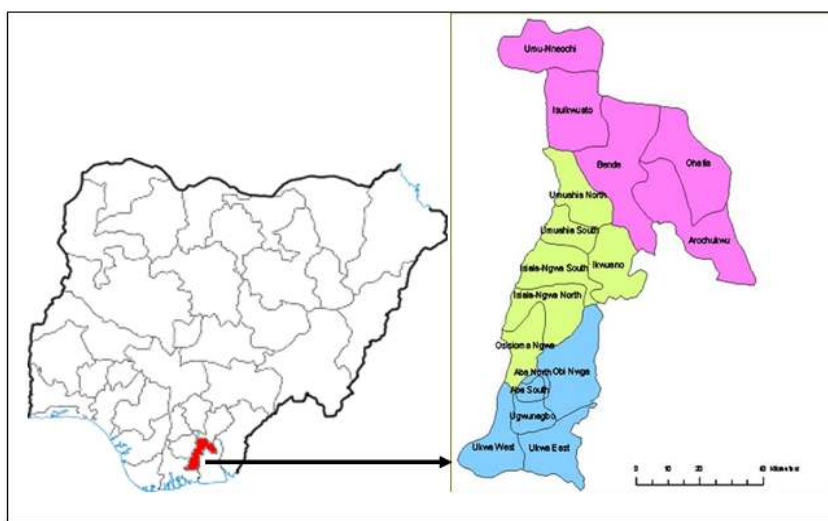 Umu-Nneochi
Isuikwuato
Bende
Ohafia
Umuahia North
Umuahia South
Arochukwu
Ikwuano
Isiala-Ngwa South
Isiala-Ngwa North
Osisioma Ngwa
Aba North
Obi Nwga
Aba South
Ugwunagbo
Ukwa West
Ukwa East
0 10 20 40 Kilometers